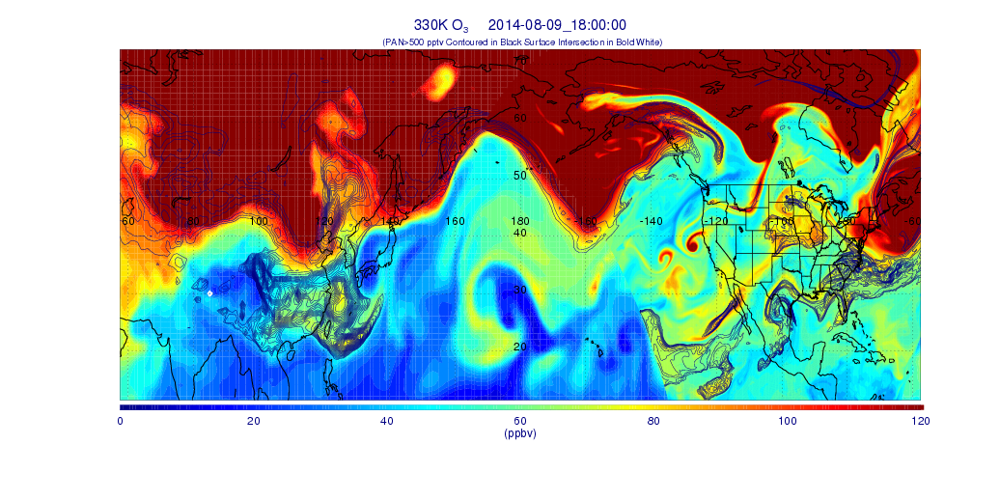 330K O₃ 2014-08-09_18:00:00
(PAN>500 pptv Contoured in Black Surface Intersection in Bold White)
70
60
50
60 80 100 120 140 160 180 -160 -140 -120 -100 -80 -60
40
30
20
0 20 40 60 80 100 120
(ppbv)